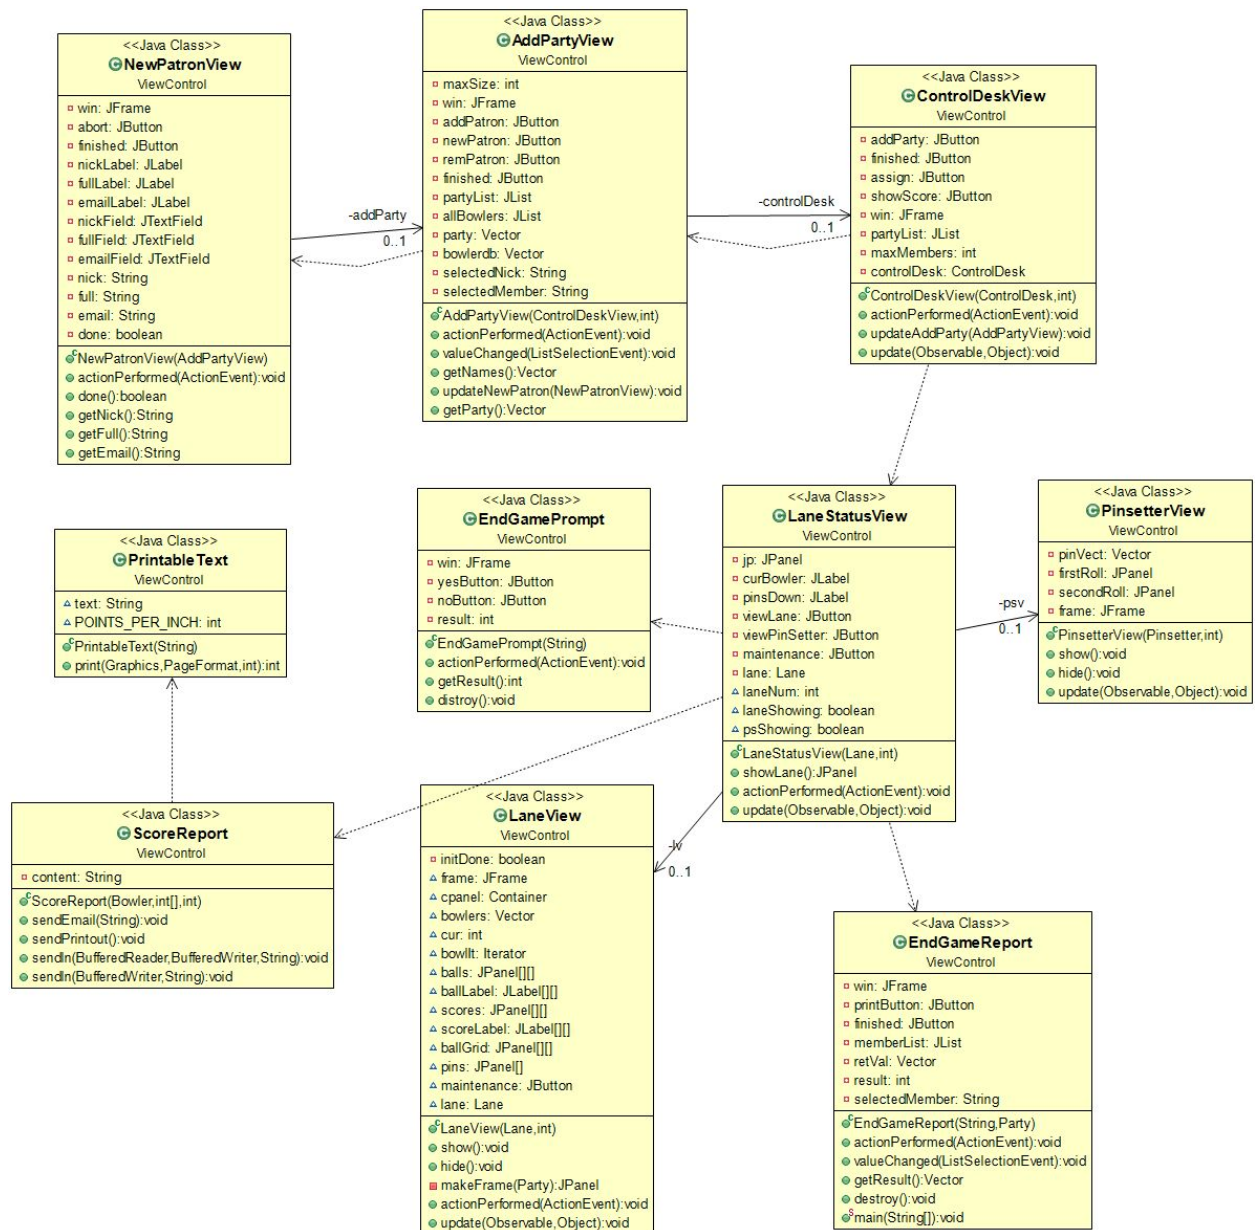 <<Java Class>>
NewPatronView
ViewControl
win: JFrame
abort: JButton
finished: JButton
nickLabel: JLabel
fullLabel: JLabel
emailLabel: JLabel
nickField: JTextField
fullField: JTextField
emailField: JTextField
nick: String
full: String
email: String
done: boolean
NewPatronView(AddPartyView)
actionPerformed(ActionEvent):void
done():boolean
getNick():String
getFull():String
getEmail():String
-addParty
0..1
<<Java Class>>
AddPartyView
ViewControl
maxSize: int
win: JFrame
addPatron: JButton
newPatron: JButton
remPatron: JButton
finished: JButton
partyList: JList
allBowlers: JList
party: Vector
bowlerdb: Vector
selectedNick: String
selectedMember: String
AddPartyView(ControlDeskView,int)
actionPerformed(ActionEvent):void
valueChanged(ListSelectionEvent):void
getNames():Vector
updateNewPatron(NewPatronView):void
getParty():Vector
-controlDesk
0..1
<<Java Class>>
ControlDeskView
ViewControl
addParty: JButton
finished: JButton
assign: JButton
showScore: JButton
win: JFrame
partyList: JList
maxMembers: int
controlDesk: ControlDesk
ControlDeskView(ControlDesk,int)
actionPerformed(ActionEvent):void
updateAddParty(AddPartyView):void
update(Observable,Object):void
<<Java Class>>
PrintableText
ViewControl
text: String
POINTS_PER_INCH: int
PrintableText(String)
print(Graphics,PageFormat,int):int
<<Java Class>>
EndGamePrompt
ViewControl
win: JFrame
yesButton: JButton
noButton: JButton
result: int
EndGamePrompt(String)
actionPerformed(ActionEvent):void
getResult():int
distroy():void
<<Java Class>>
LaneStatusView
ViewControl
jp: JPanel
curBowler: JLabel
pinsDown: JLabel
viewLane: JButton
viewPinSetter: JButton
maintenance: JButton
lane: Lane
laneNum: int
laneShowing: boolean
psShowing: boolean
LaneStatusView(Lane,int)
showLane():JPanel
actionPerformed(ActionEvent):void
update(Observable,Object):void
-psv
0..1
<<Java Class>>
PinsetterView
ViewControl
pinVect: Vector
firstRoll: JPanel
secondRoll: JPanel
frame: JFrame
PinsetterView(Pinsetter,int)
show():void
hide():void
update(Observable,Object):void
<<Java Class>>
ScoreReport
ViewControl
content: String
ScoreReport(Bowler,int[],int)
sendEmail(String):void
sendPrintout():void
sendln(BufferedReader,BufferedWriter,String):void
sendln(BufferedWriter,String):void
<<Java Class>>
LaneView
ViewControl
initDone: boolean
frame: JFrame
cpanel: Container
bowlers: Vector
cur: int
bowlIt: Iterator
balls: JPanel[][]
ballLabel: JLabel[][]
scores: JPanel[][]
scoreLabel: JLabel[][]
ballGrid: JPanel[][]
pins: JPanel[]
maintenance: JButton
lane: Lane
LaneView(Lane,int)
show():void
hide():void
makeFrame(Party):JPanel
actionPerformed(ActionEvent):void
update(Observable,Object):void
-lv
0..1
<<Java Class>>
EndGameReport
ViewControl
win: JFrame
printButton: JButton
finished: JButton
memberList: JList
retVal: Vector
result: int
selectedMember: String
EndGameReport(String,Party)
actionPerformed(ActionEvent):void
valueChanged(ListSelectionEvent):void
getResult():Vector
destroy():void
main(String[]):void